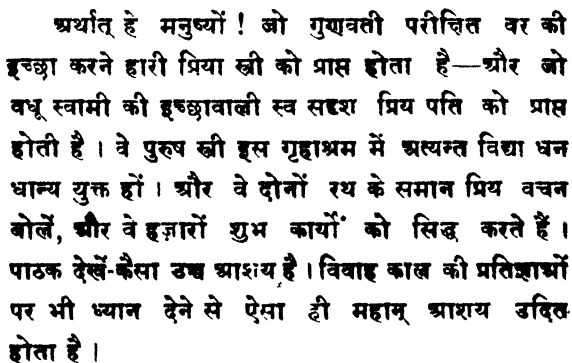 अर्थात् हे मनुष्यों ! जो गुणवती परीक्षित वर की
इच्छा करने हारी प्रिया स्त्री को प्राप्त होता है—और जो
वधू स्वामी की इच्छावाली स्व सदृश प्रिय पति को प्राप्त
होती है । वे पुरुष स्त्री इस गृहाश्रम में अत्यन्त विद्या धन
धान्य युक्त हों । और वे दोनों रथ के समान प्रिय वचन
बोलें, और वे हज़ारों शुभ कार्यों को सिद्ध करते हैं ।
पाठक देखें-कैसा उच्च आशय है । विवाह काल की प्रतिज्ञाओं
पर भी ध्यान देने से ऐसा ही महान् आशय उदित
होता है ।